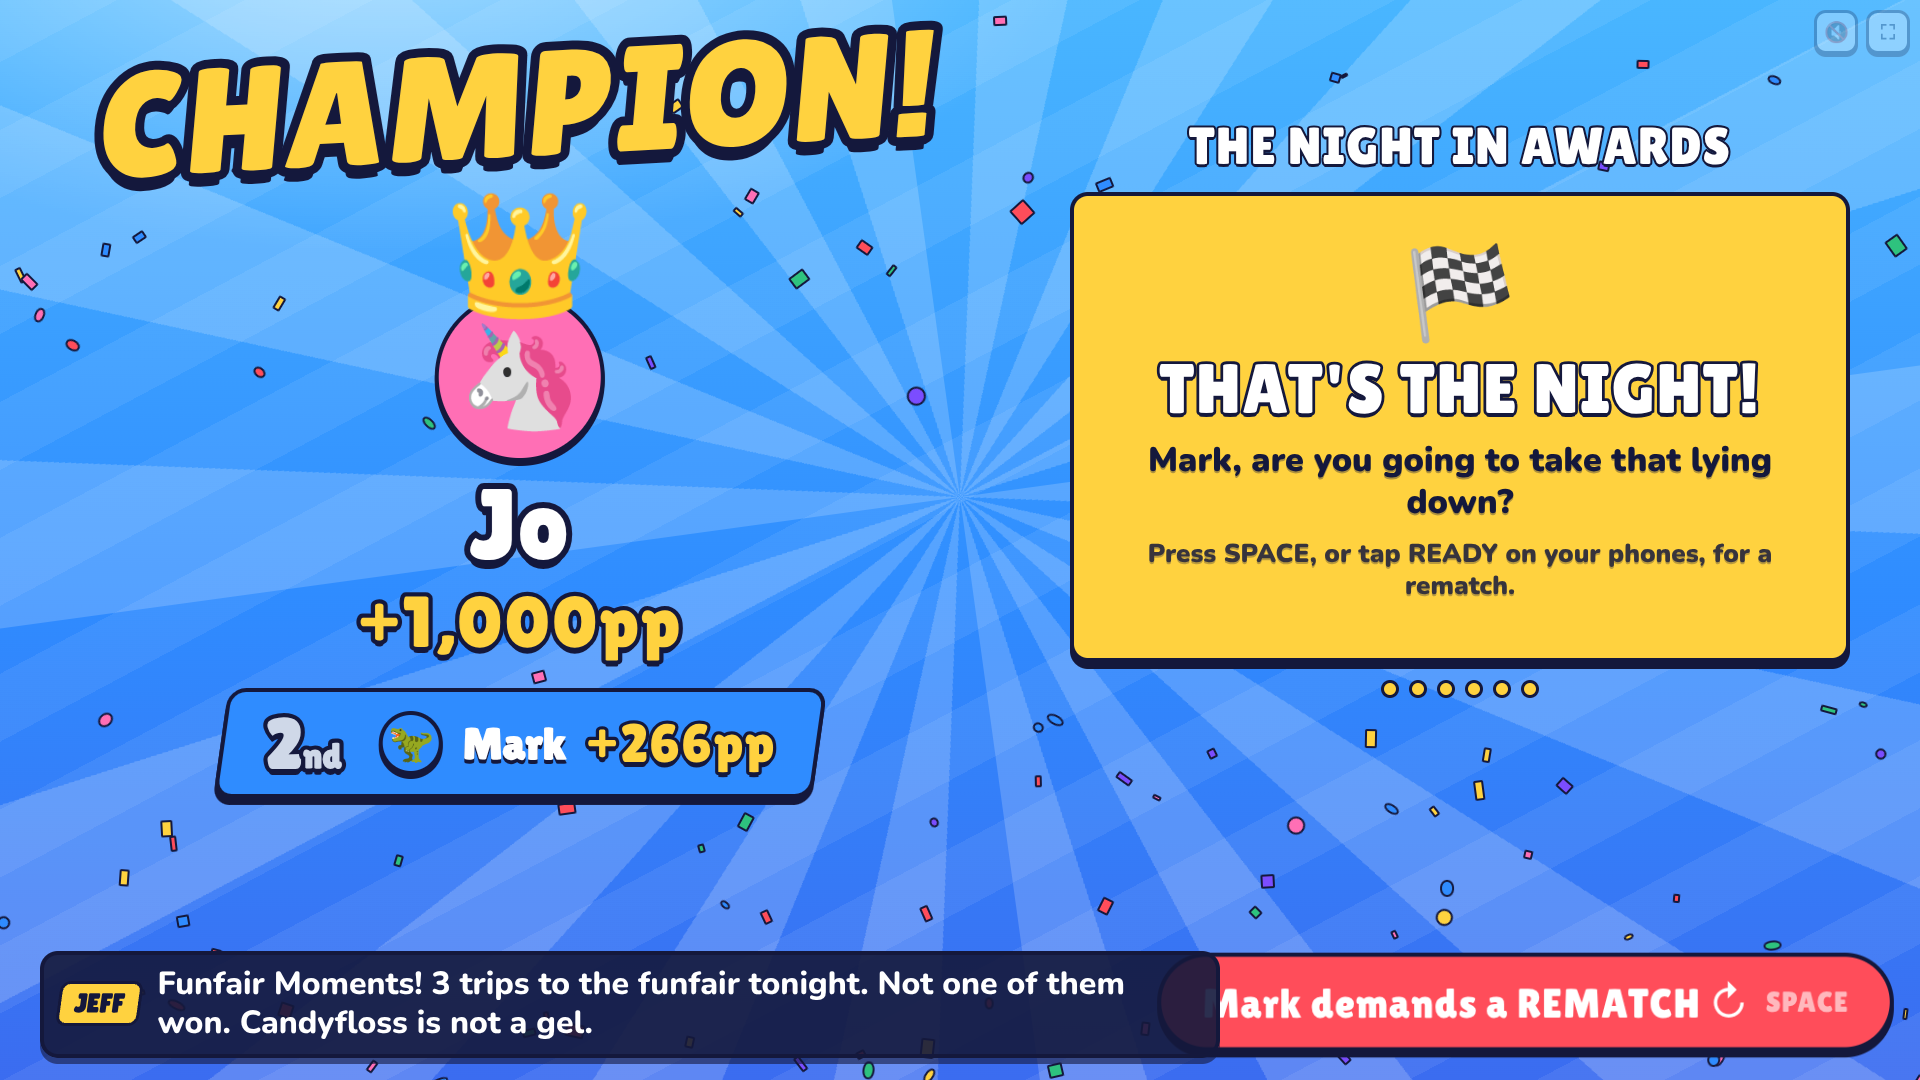 CHAMPION!
Jo
+1,000pp
2nd Mark +266pp
THE NIGHT IN AWARDS
THAT'S THE NIGHT!
Mark, are you going to take that lying
down?
Press SPACE, or tap READY on your phones, for a
rematch.
JEFF
Funfair Moments! 3 trips to the funfair tonight. Not one of them
won. Candyfloss is not a gel.
Mark demands a REMATCH SPACE